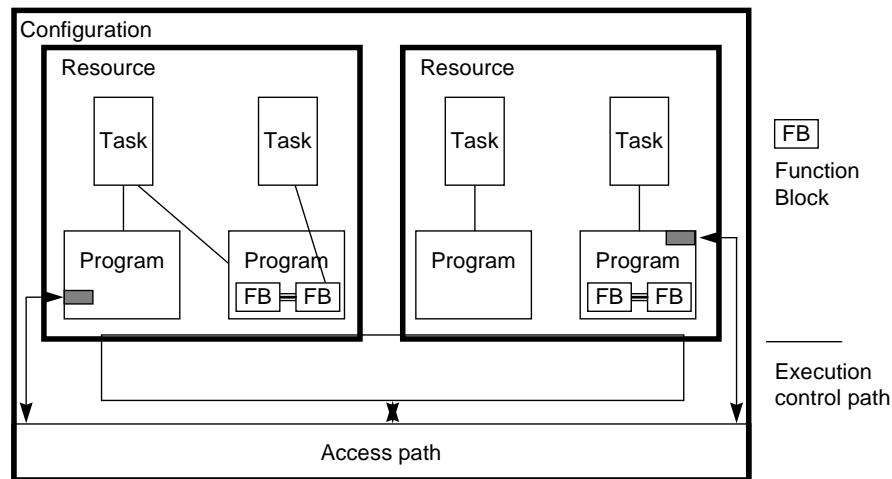 Configuration
Resource
Resource
Task
Task
Task
Task
FB
Function
Block
Program
Program
Program
Program
FB
FB
FB
FB
Execution
control path
Access path